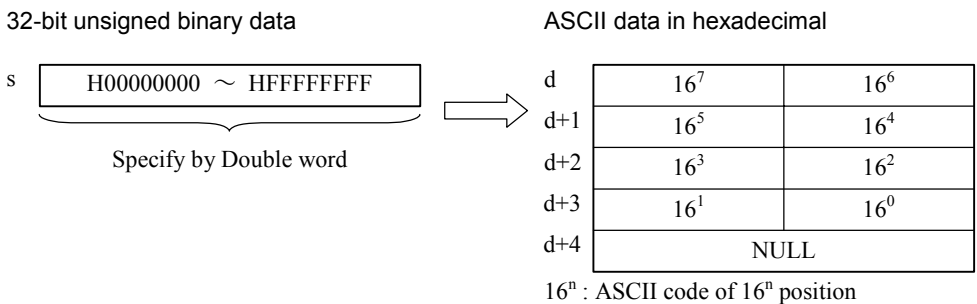 32-bit unsigned binary data
ASCII data in hexadecimal
s
H00000000 ～ HFFFFFFFF
Specify by Double word
d 16⁷ 16⁶
d+1 16⁵ 16⁴
d+2 16³ 16²
d+3 16¹ 16⁰
d+4 NULL
16ⁿ : ASCII code of 16ⁿ position